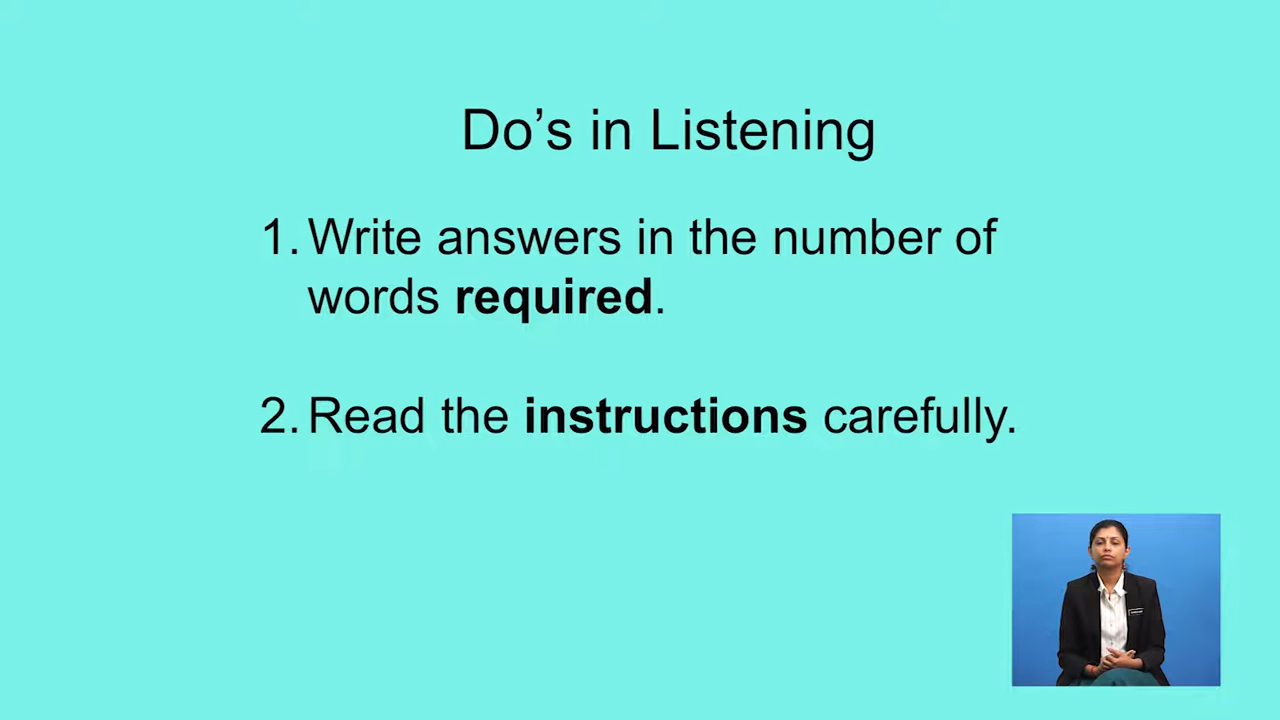 Do’s in Listening
1. Write answers in the number of
words required.
2. Read the instructions carefully.